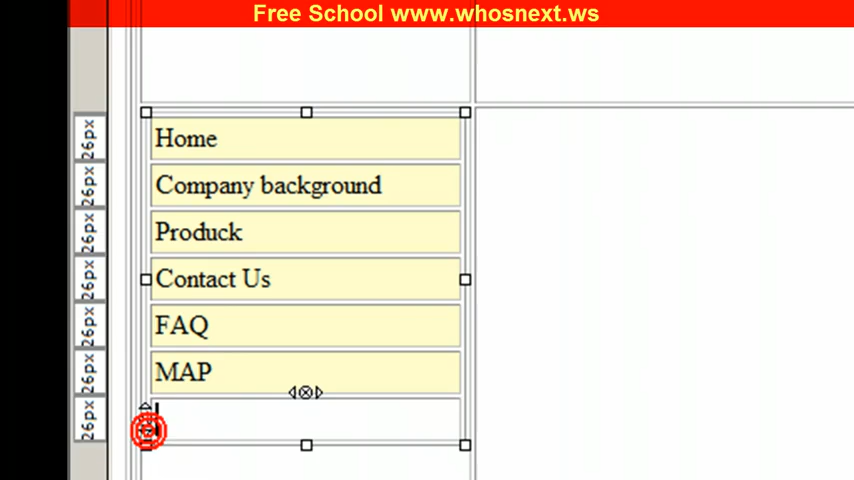 Free School www.whosnext.ws
26px
Home
26px
Company background
26px
Produck
26px
Contact Us
26px
FAQ
26px
MAP
26px